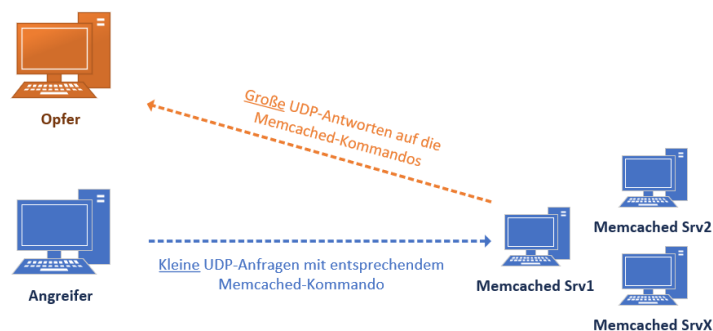 Opfer
Große UDP-Antworten auf die
Memcached-Kommandos
Memcached Srv2
Kleine UDP-Anfragen mit entsprechendem
Memcached-Kommando
Angreifer
Memcached Srv1
Memcached SrvX